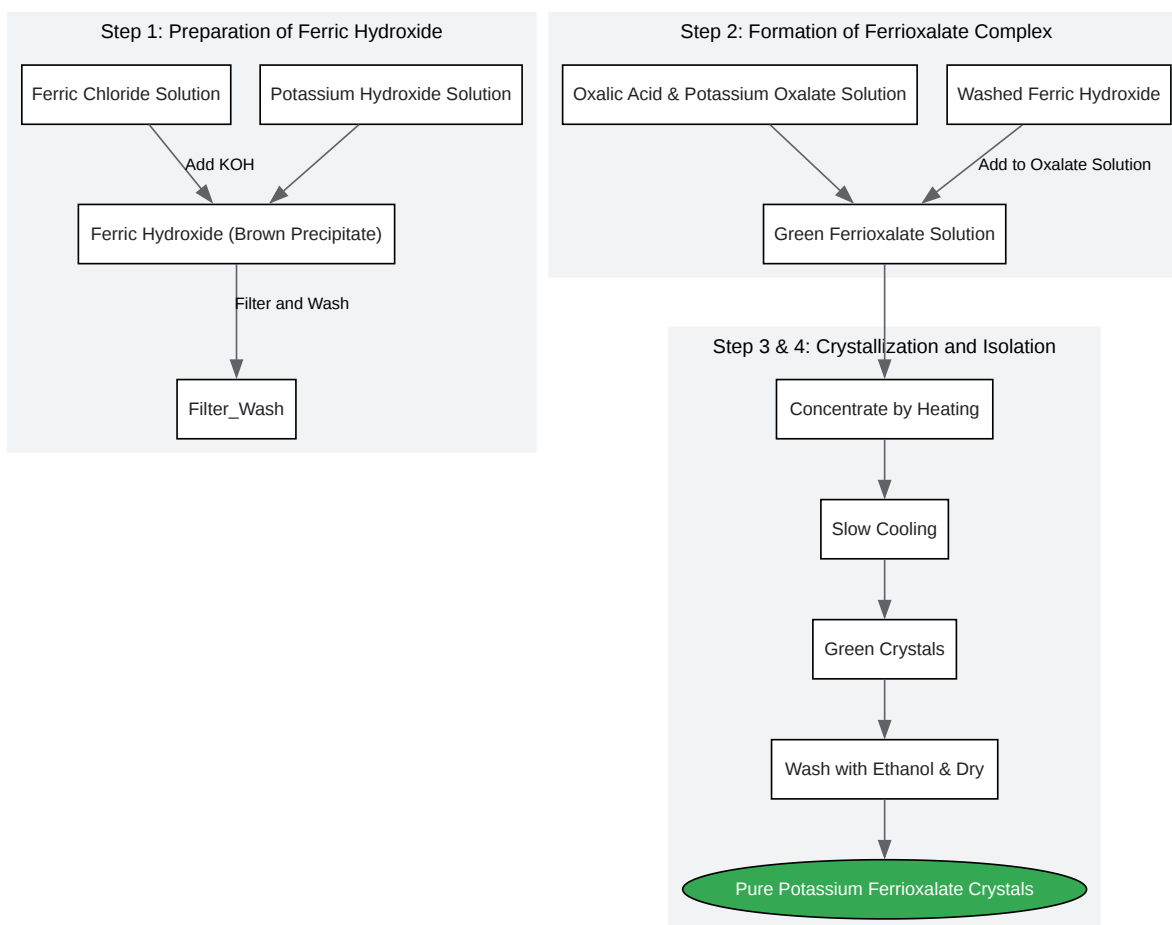 Step 1: Preparation of Ferric Hydroxide
Ferric Chloride Solution
Potassium Hydroxide Solution
Add KOH
Ferric Hydroxide (Brown Precipitate)
Filter and Wash
Filter_Wash
Step 2: Formation of Ferrioxalate Complex
Oxalic Acid & Potassium Oxalate Solution
Washed Ferric Hydroxide
Add to Oxalate Solution
Green Ferrioxalate Solution
Step 3 & 4: Crystallization and Isolation
Concentrate by Heating
Slow Cooling
Green Crystals
Wash with Ethanol & Dry
Pure Potassium Ferrioxalate Crystals